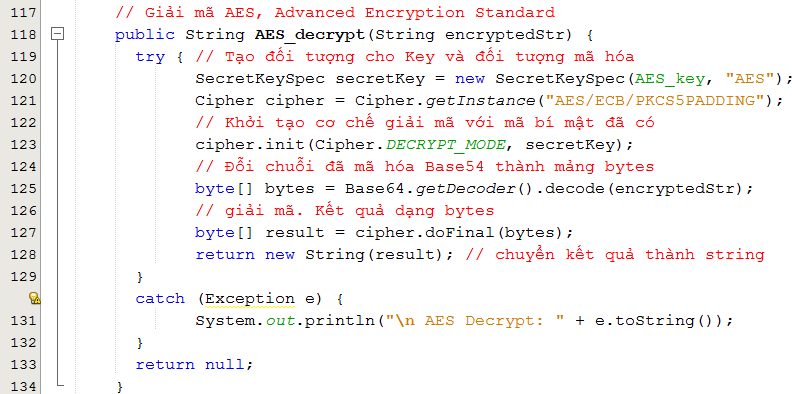 117 // Giải mã AES, Advanced Encryption Standard
118 public String AES_decrypt(String encryptedStr) {
119 try { // Tạo đối tượng cho Key và đối tượng mã hóa
120 SecretKeySpec secretKey = new SecretKeySpec(AES_key, "AES");
121 Cipher cipher = Cipher.getInstance("AES/ECB/PKCS5PADDING");
122 // Khởi tạo cơ chế giải mã với mã bí mật đã có
123 cipher.init(Cipher.DECRYPT_MODE, secretKey);
124 // Đỗi chuỗi đã mã hóa Base54 thành mảng bytes
125 byte[] bytes = Base64.getDecoder().decode(encryptedStr);
126 // giải mã. Kết quả dạng bytes
127 byte[] result = cipher.doFinal(bytes);
128 return new String(result); // chuyển kết quả thành string
129 }
catch (Exception e) {
131 System.out.println("\n AES Decrypt: " + e.toString());
132 }
133 return null;
134 }